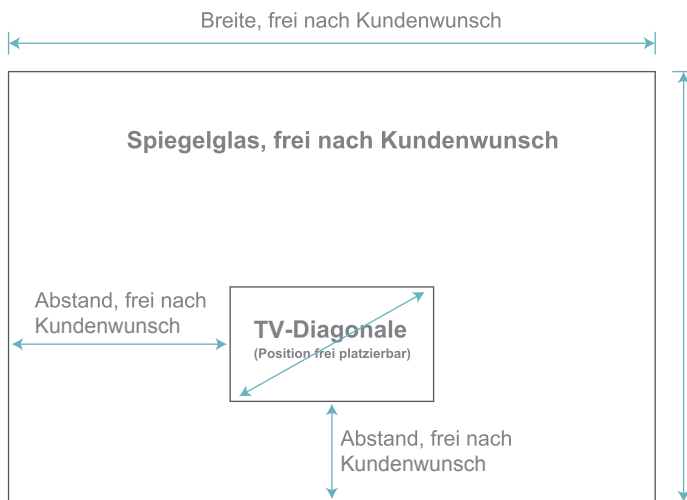 Breite, frei nach Kundenwunsch
Spiegelglas, frei nach Kundenwunsch
Abstand, frei nach
Kundenwunsch
TV-Diagonale
(Position frei platzierbar)
Abstand, frei nach
Kundenwunsch